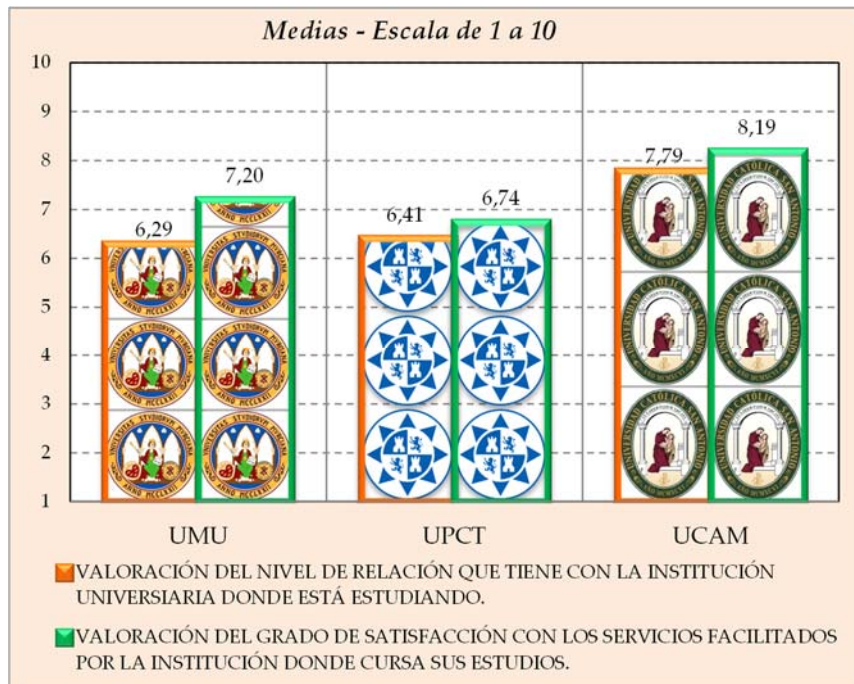 Medias - Escala de 1 a 10
10
9
8
7
6
5
4
3
2
1
6,29
7,20
6,41
6,74
7,79
8,19
UMU
UPCT
UCAM
VALORACIÓN DEL NIVEL DE RELACIÓN QUE TIENE CON LA INSTITUCIÓN
UNIVERSIARIA DONDE ESTÁ ESTUDIANDO.
VALORACIÓN DEL GRADO DE SATISFACCIÓN CON LOS SERVICIOS FACILITADOS
POR LA INSTITUCIÓN DONDE CURSA SUS ESTUDIOS.